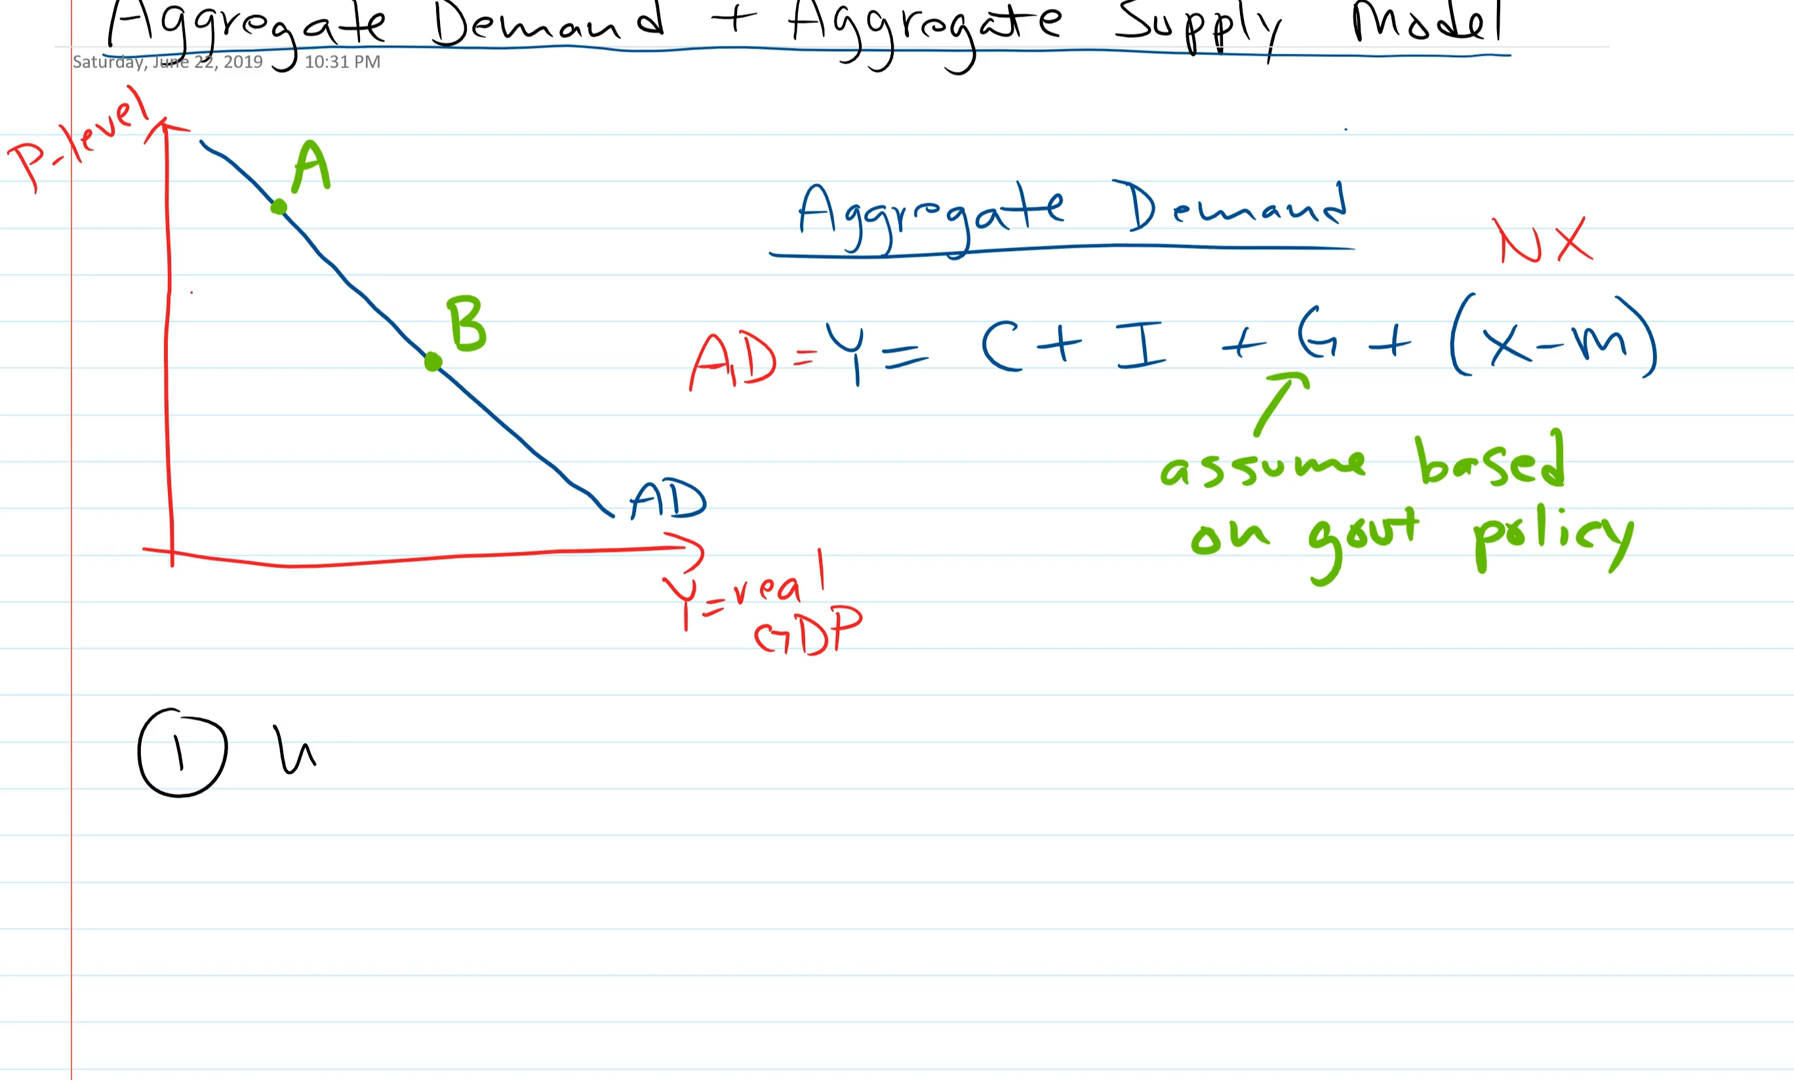 Aggregate Demand + Aggregate Supply Model
Saturday, June 22, 2019 10:31 PM
P-level
A
B
AD
Y = real
GDP
Aggregate Demand
NX
AD = Y = C + I + G + (X - m)
assume based
on govt policy
1